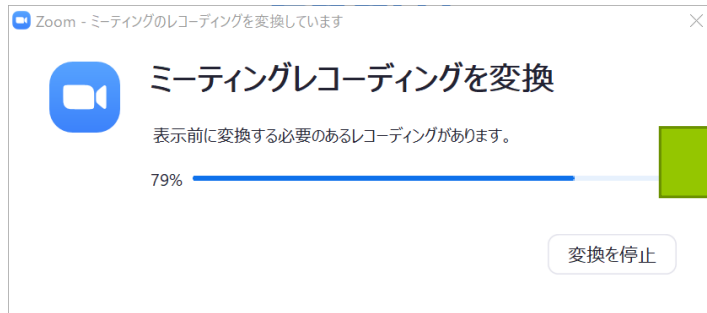 Zoom - ミーティングのレコーディングを変換しています
ミーティングレコーディングを変換
表示前に変換する必要のあるレコーディングがあります。
79%
変換を停止